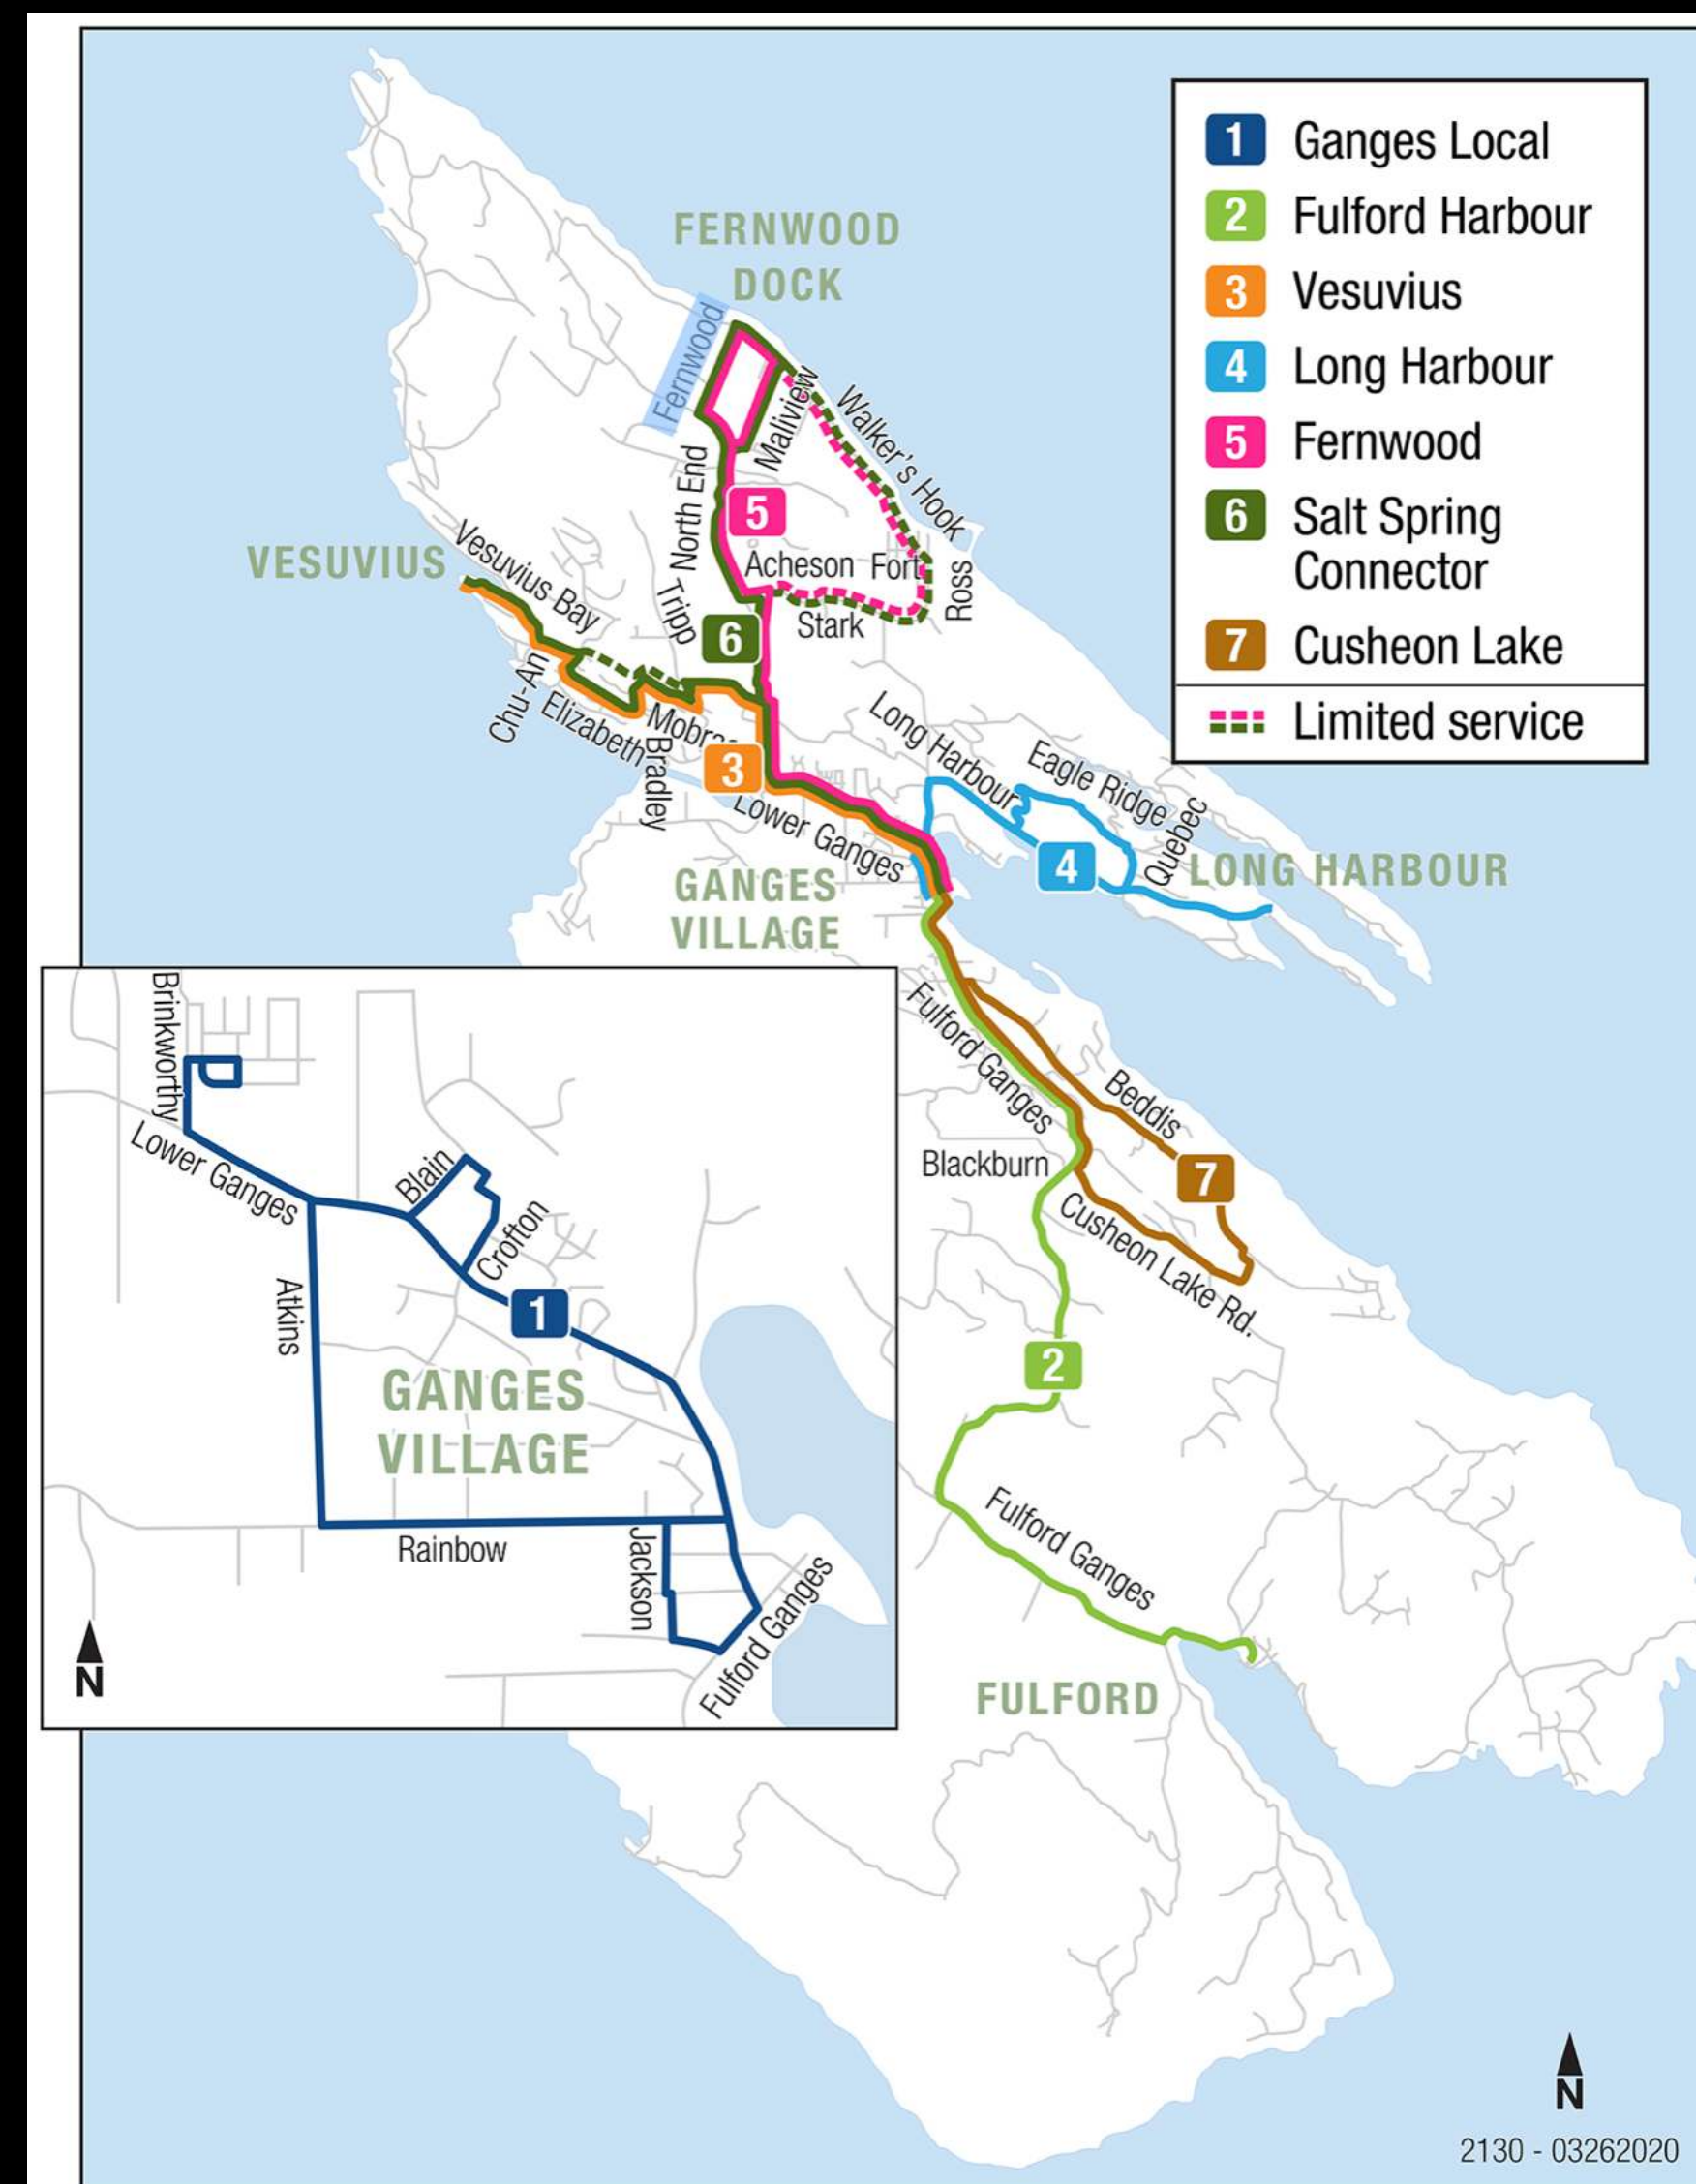 1 Ganges Local
2 Fulford Harbour
3 Vesuvius
4 Long Harbour
5 Fernwood
6 Salt Spring
Connector
7 Cusheon Lake
Limited service
FERNWOOD
DOCK
Fernwood
Maliview
Walker's Hook
North End
5
VESUVIUS
Vesuvius Bay
Tripp
Acheson
Fort
Ross
Stark
6
Chu-An
Elizabeth
Bradley
3
Lower Ganges
Long Harbour
Eagle Ridge
Quebec
4
LONG HARBOUR
GANGES
VILLAGE
Fulford-Ganges
Beddis
Blackburn
7
Cusheon Lake Rd.
2
Fulford Ganges
FULFORD
Brinkworthy
Lower Ganges
Blain
Crofton
1
Atkins
GANGES
VILLAGE
Rainbow
Jackson
Fulford Ganges
N
N
2130 - 03262020